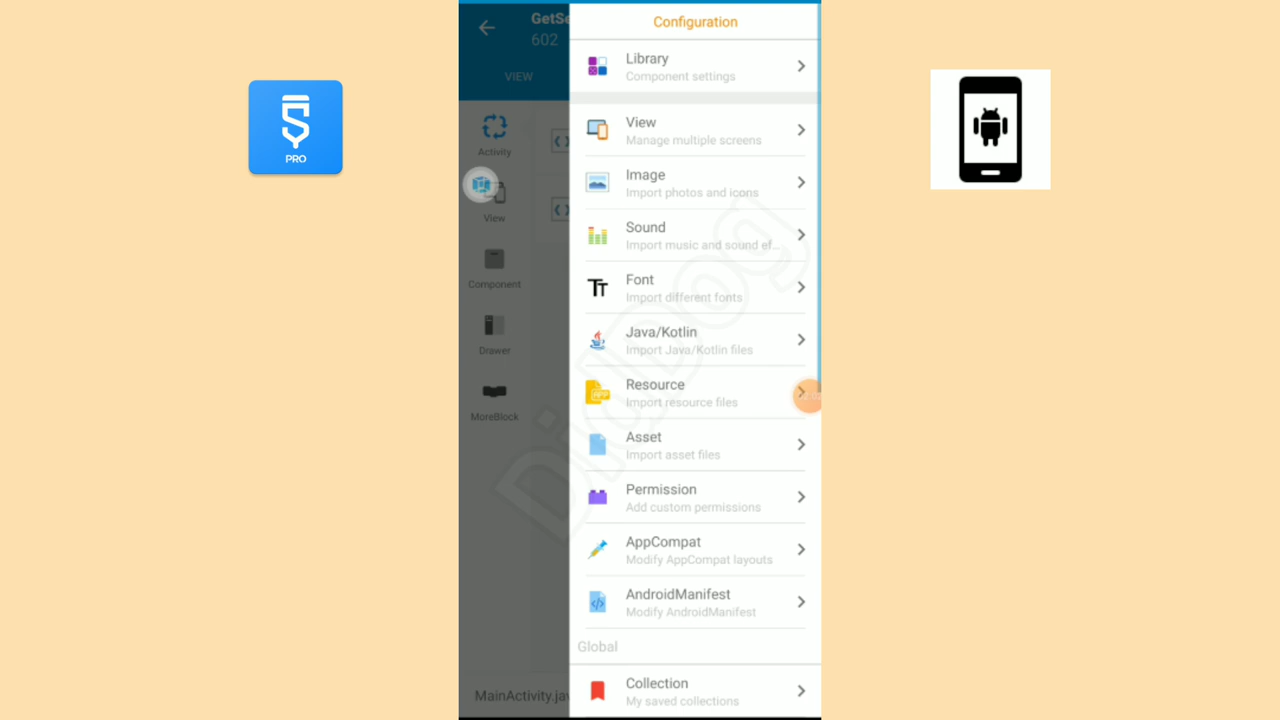 PRO
GetSe
602
VIEW
Activity
View
Component
Drawer
MoreBlock
MainActivity.jav
Configuration
Library
Component settings
View
Manage multiple screens
Image
Import photos and icons
Sound
Import music and sound ef...
Font
Import different fonts
Java/Kotlin
Import Java/Kotlin files
Resource
Import resource files
Asset
Import asset files
Permission
Add custom permissions
AppCompat
Modify AppCompat layouts
AndroidManifest
Modify AndroidManifest
Global
Collection
My saved collections
DidDog